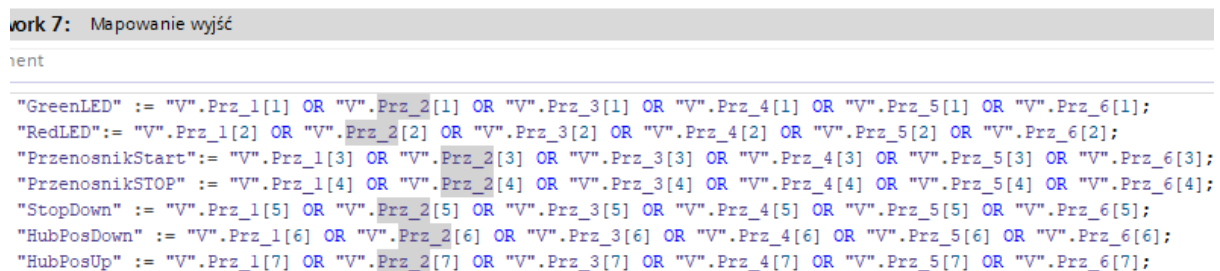 work 7: Mapowanie wyjść
ment
"GreenLED" := "V".Prz_1[1] OR "V".Prz_2[1] OR "V".Prz_3[1] OR "V".Prz_4[1] OR "V".Prz_5[1] OR "V".Prz_6[1];
"RedLED":= "V".Prz_1[2] OR "V".Prz_2[2] OR "V".Prz_3[2] OR "V".Prz_4[2] OR "V".Prz_5[2] OR "V".Prz_6[2];
"PrzenosnikStart":= "V".Prz_1[3] OR "V".Prz_2[3] OR "V".Prz_3[3] OR "V".Prz_4[3] OR "V".Prz_5[3] OR "V".Prz_6[3];
"PrzenosnikSTOP" := "V".Prz_1[4] OR "V".Prz_2[4] OR "V".Prz_3[4] OR "V".Prz_4[4] OR "V".Prz_5[4] OR "V".Prz_6[4];
"StopDown" := "V".Prz_1[5] OR "V".Prz_2[5] OR "V".Prz_3[5] OR "V".Prz_4[5] OR "V".Prz_5[5] OR "V".Prz_6[5];
"HubPosDown" := "V".Prz_1[6] OR "V".Prz_2[6] OR "V".Prz_3[6] OR "V".Prz_4[6] OR "V".Prz_5[6] OR "V".Prz_6[6];
"HubPosUp" := "V".Prz_1[7] OR "V".Prz_2[7] OR "V".Prz_3[7] OR "V".Prz_4[7] OR "V".Prz_5[7] OR "V".Prz_6[7];